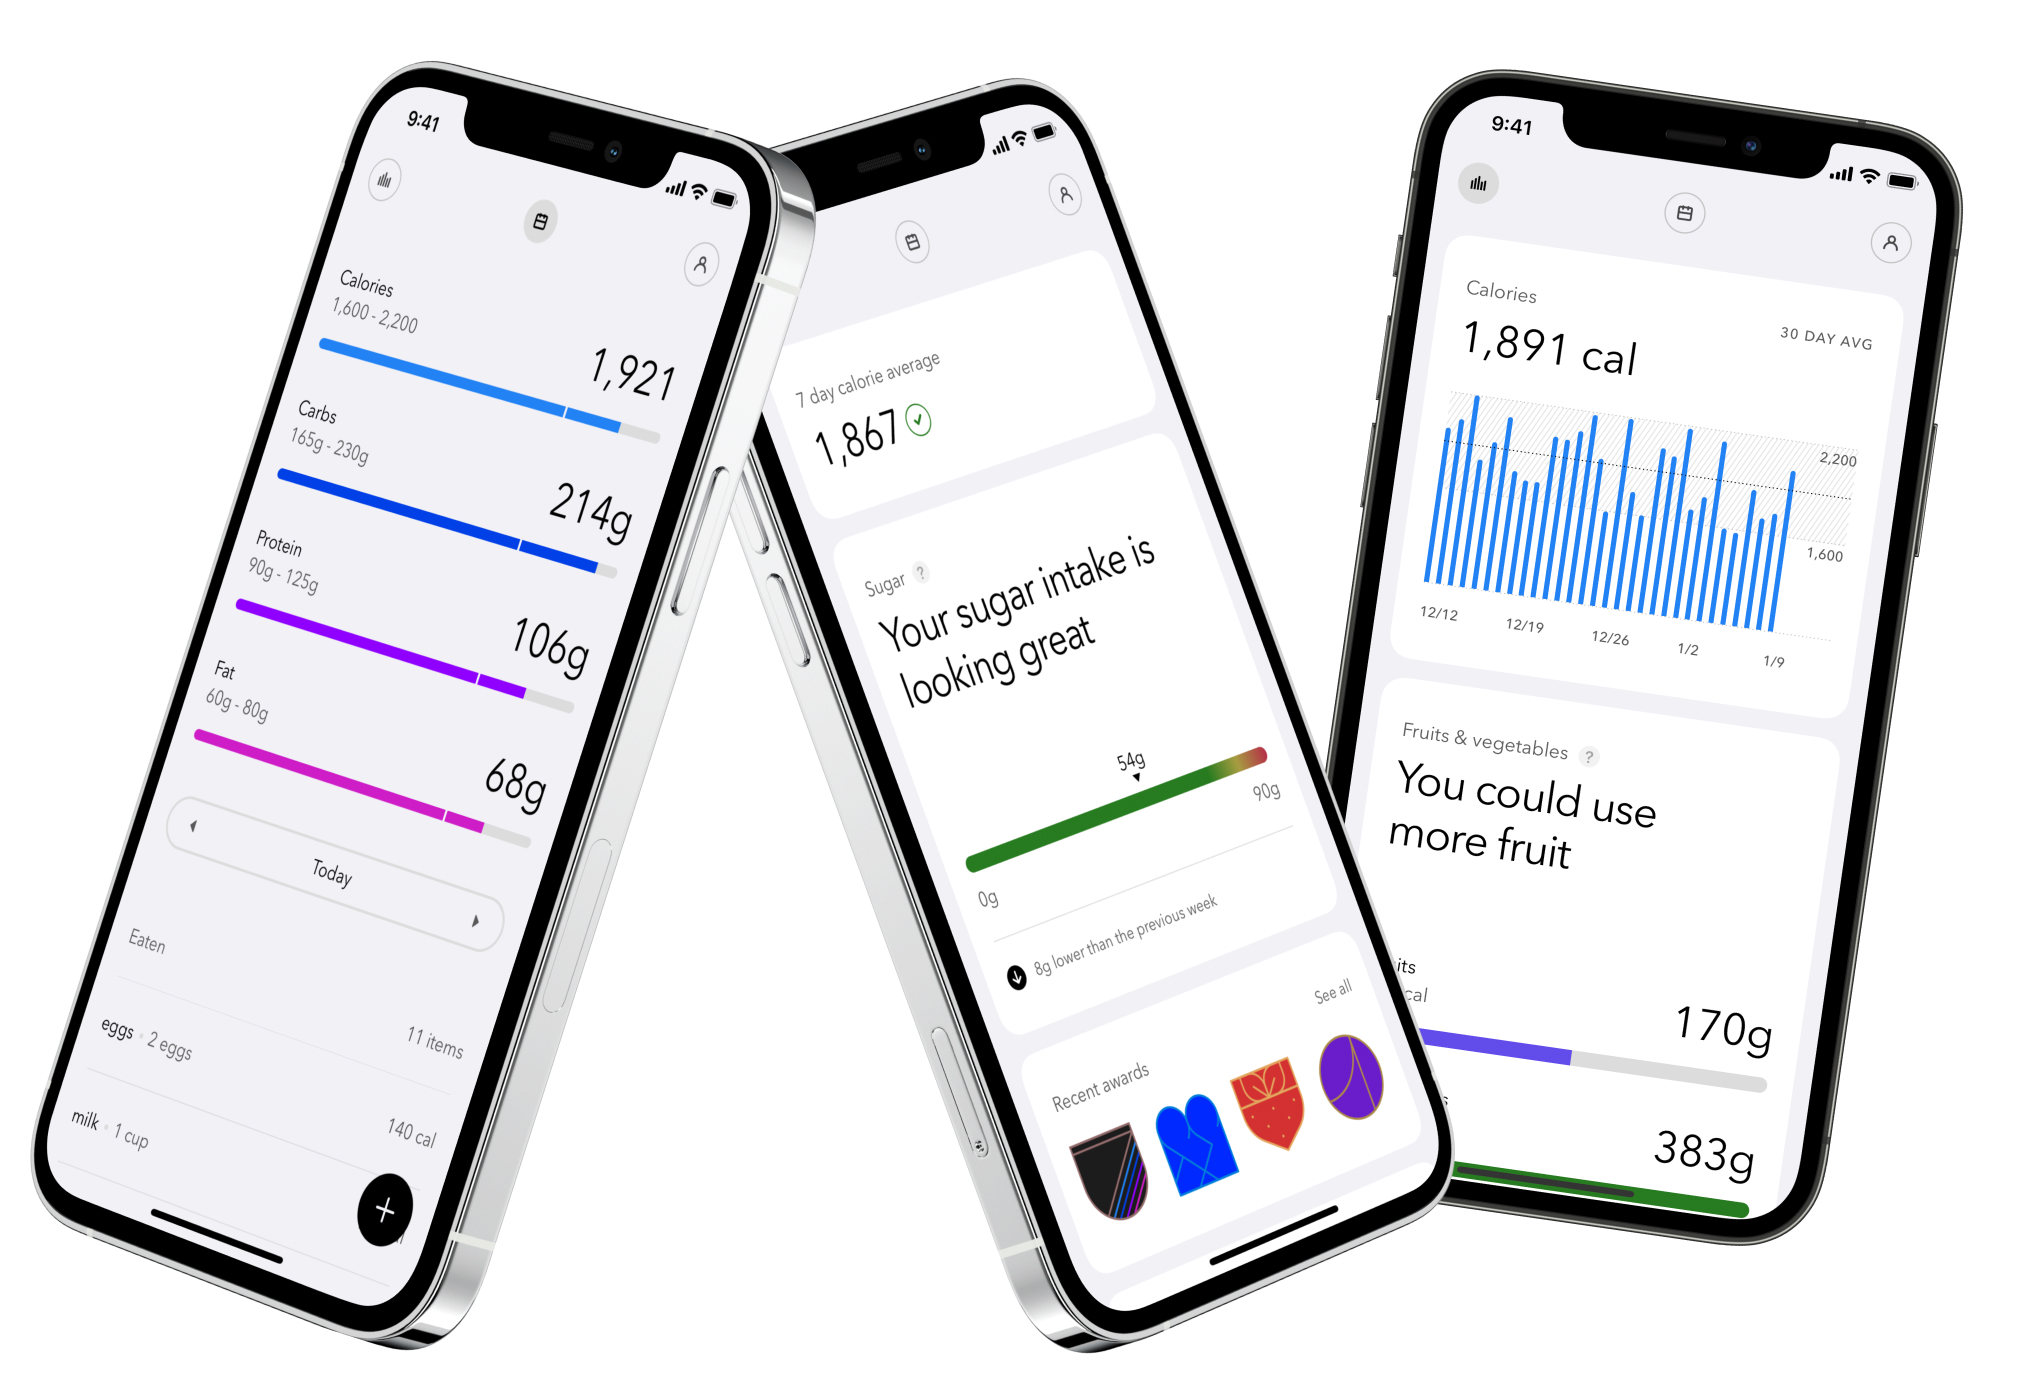 9:41
Calories
1,600 - 2,200
1,921
Carbs
165g - 230g
214g
Protein
90g - 125g
106g
Fat
60g - 80g
68g
Today
Eaten
11 items
eggs • 2 eggs
140 cal
milk • 1 cup
7 day calorie average
1,867
Sugar ?
Your sugar intake is
looking great
54g
90g
0g
8g lower than the previous week
See all
Recent awards
9:41
Calories
30 DAY AVG
1,891 cal
2,200
1,600
12/12
12/19
12/26
1/2
1/9
Fruits & vegetables ?
You could use
more fruit
its
cal
170g
s
383g